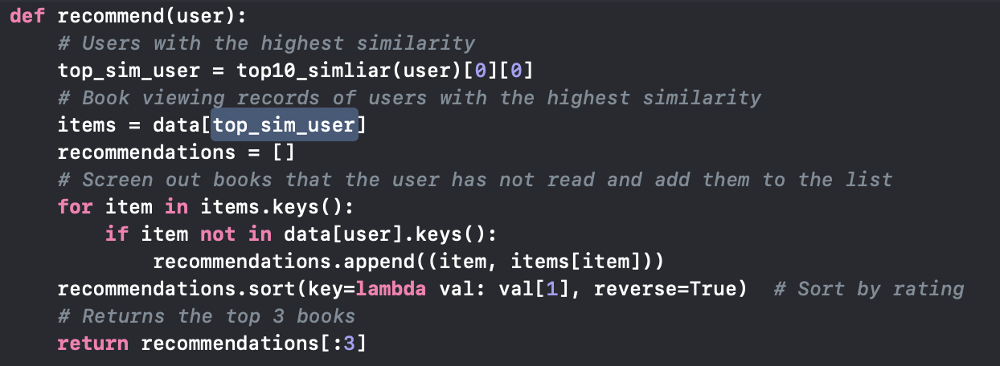 def recommend(user):
    # Users with the highest similarity
    top_sim_user = top10_simliar(user)[0][0]
    # Book viewing records of users with the highest similarity
    items = data[top_sim_user]
    recommendations = []
    # Screen out books that the user has not read and add them to the list
    for item in items.keys():
        if item not in data[user].keys():
            recommendations.append((item, items[item]))
    recommendations.sort(key=lambda val: val[1], reverse=True)  # Sort by rating
    # Returns the top 3 books
    return recommendations[:3]